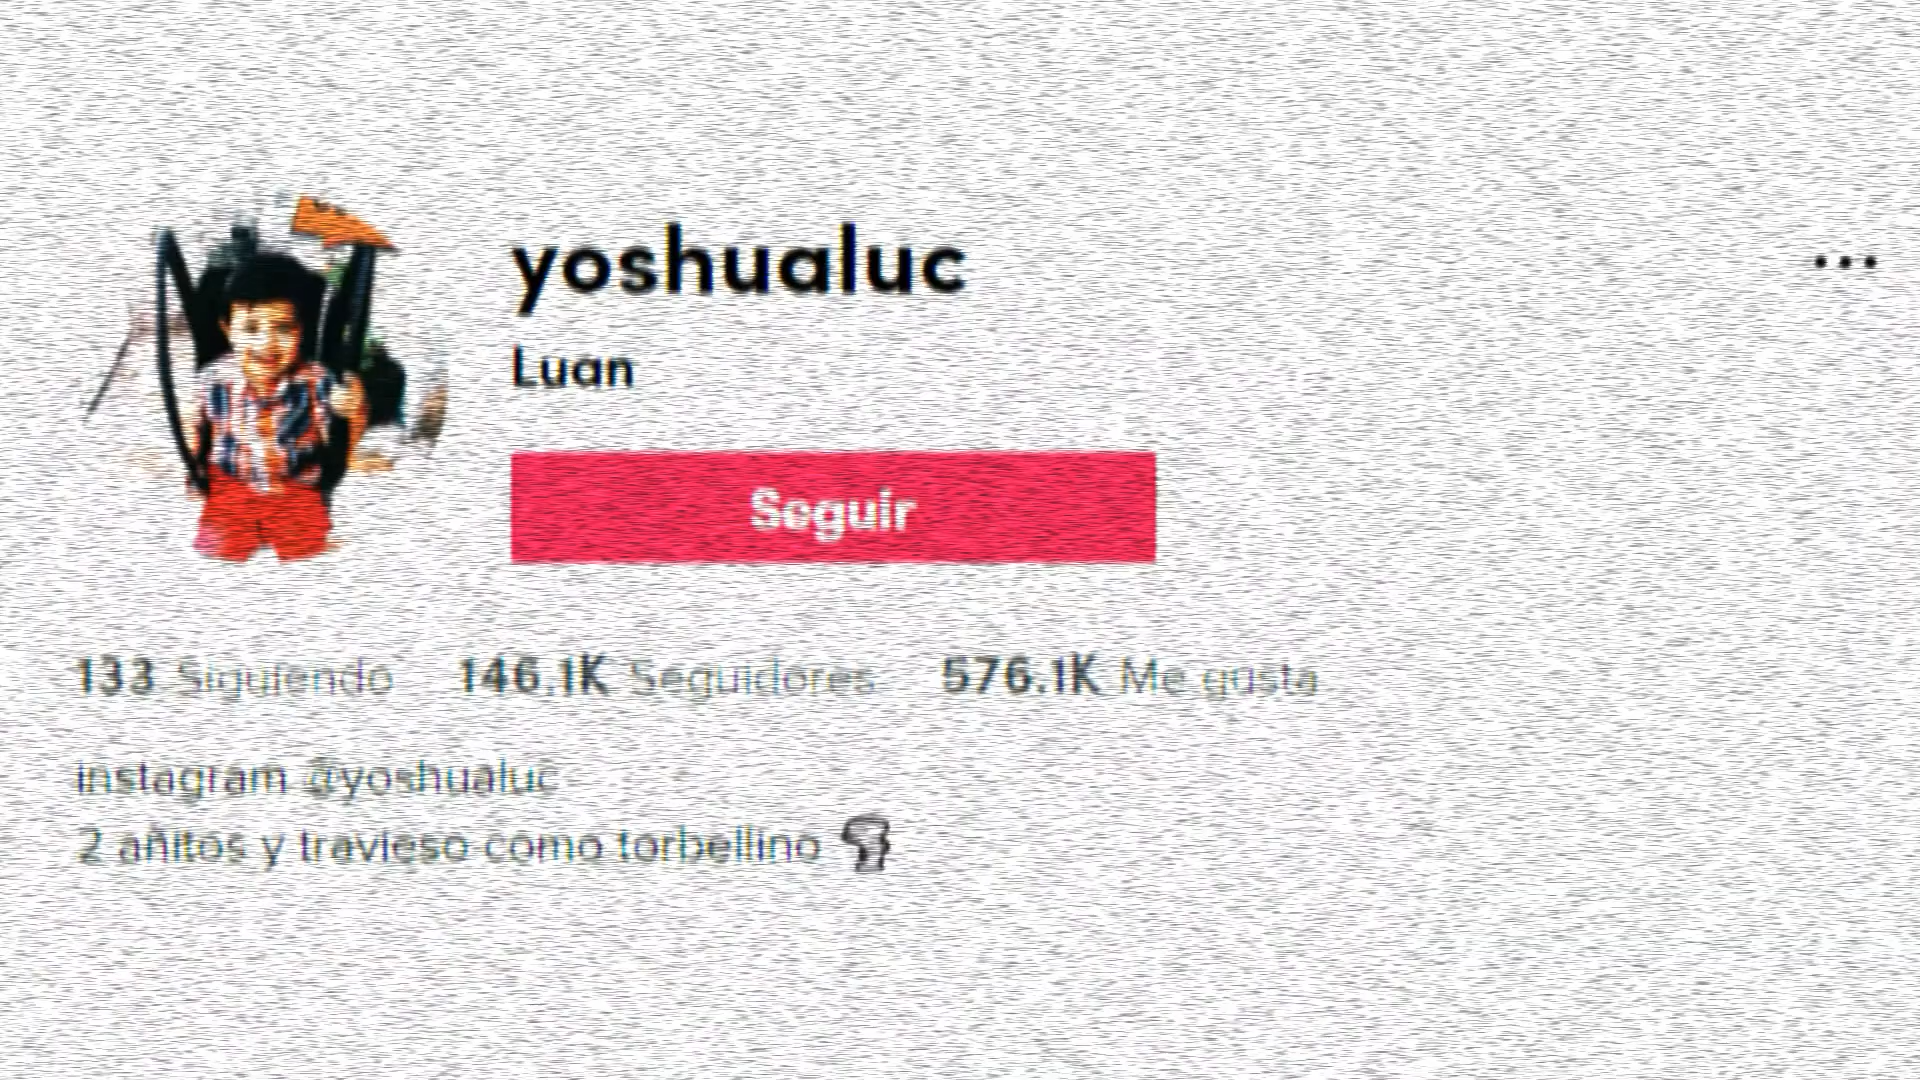 yoshualuc
Luan
Seguir
133 Siguiendo 146.1K Seguidores 576.1K Me gusta
instagram @yoshualuc
2 añitos y travieso como torbellino